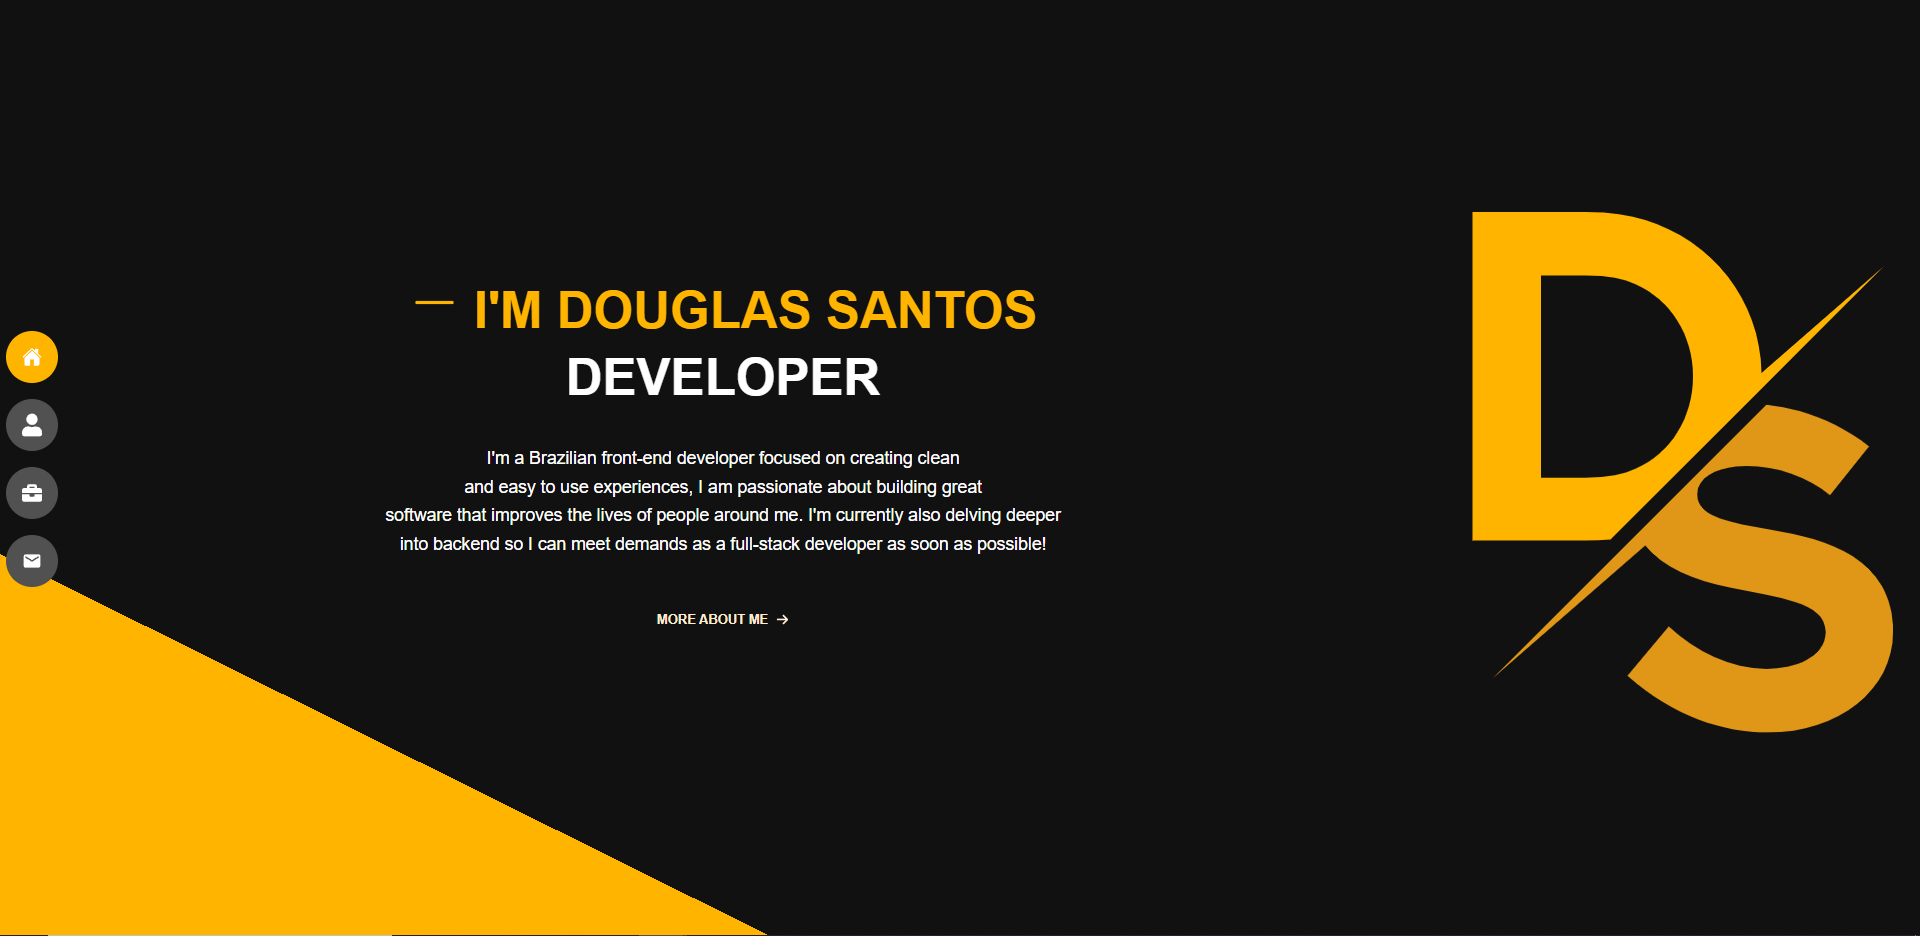 I'M DOUGLAS SANTOS
DEVELOPER
I'm a Brazilian front-end developer focused on creating clean
and easy to use experiences, I am passionate about building great
software that improves the lives of people around me. I'm currently also delving deeper
into backend so I can meet demands as a full-stack developer as soon as possible!
MORE ABOUT ME
DS